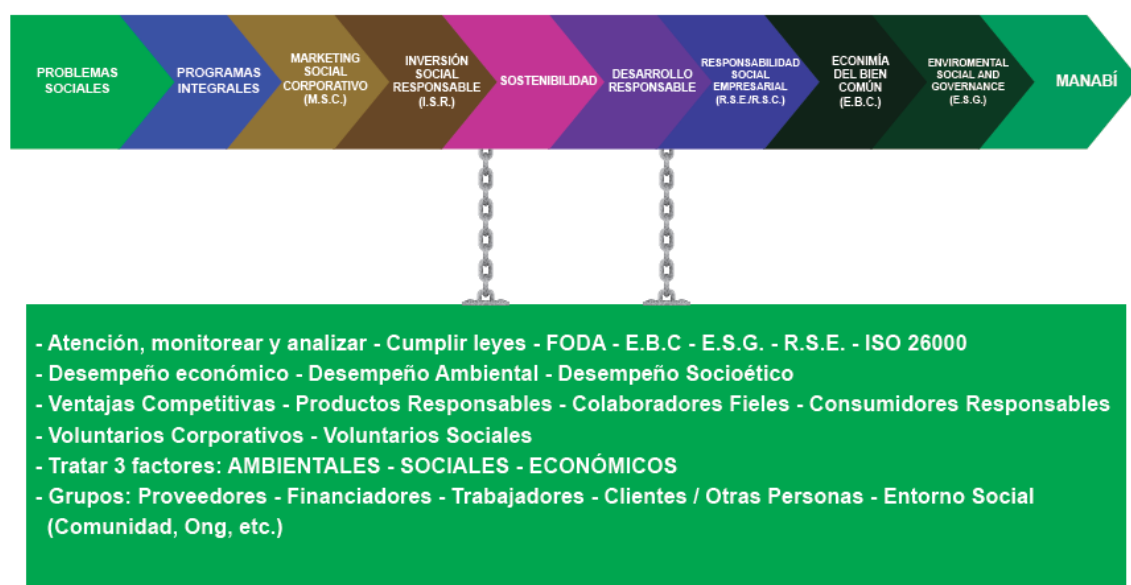 PROBLEMAS
SOCIALES
PROGRAMAS
INTEGRALES
MARKETING
SOCIAL
CORPORATIVO
(M.S.C.)
INVERSIÓN
SOCIAL
RESPONSABLE
(I.S.R.)
SOSTENIBILIDAD
DESARROLLO
RESPONSABLE
RESPONSABILIDAD
SOCIAL
EMPRESARIAL
(R.S.E./R.S.C.)
ECONIMÍA
DEL BIEN
COMÚN
(E.B.C.)
ENVIROMENTAL
SOCIAL AND
GOVERNANCE
(E.S.G.)
MANABÍ
- Atención, monitorear y analizar - Cumplir leyes - FODA - E.B.C - E.S.G. - R.S.E. - ISO 26000
- Desempeño económico - Desempeño Ambiental - Desempeño Socioético
- Ventajas Competitivas - Productos Responsables - Colaboradores Fieles - Consumidores Responsables
- Voluntarios Corporativos - Voluntarios Sociales
- Tratar 3 factores: AMBIENTALES - SOCIALES - ECONÓMICOS
- Grupos: Proveedores - Financiadores - Trabajadores - Clientes / Otras Personas - Entorno Social
(Comunidad, Ong, etc.)